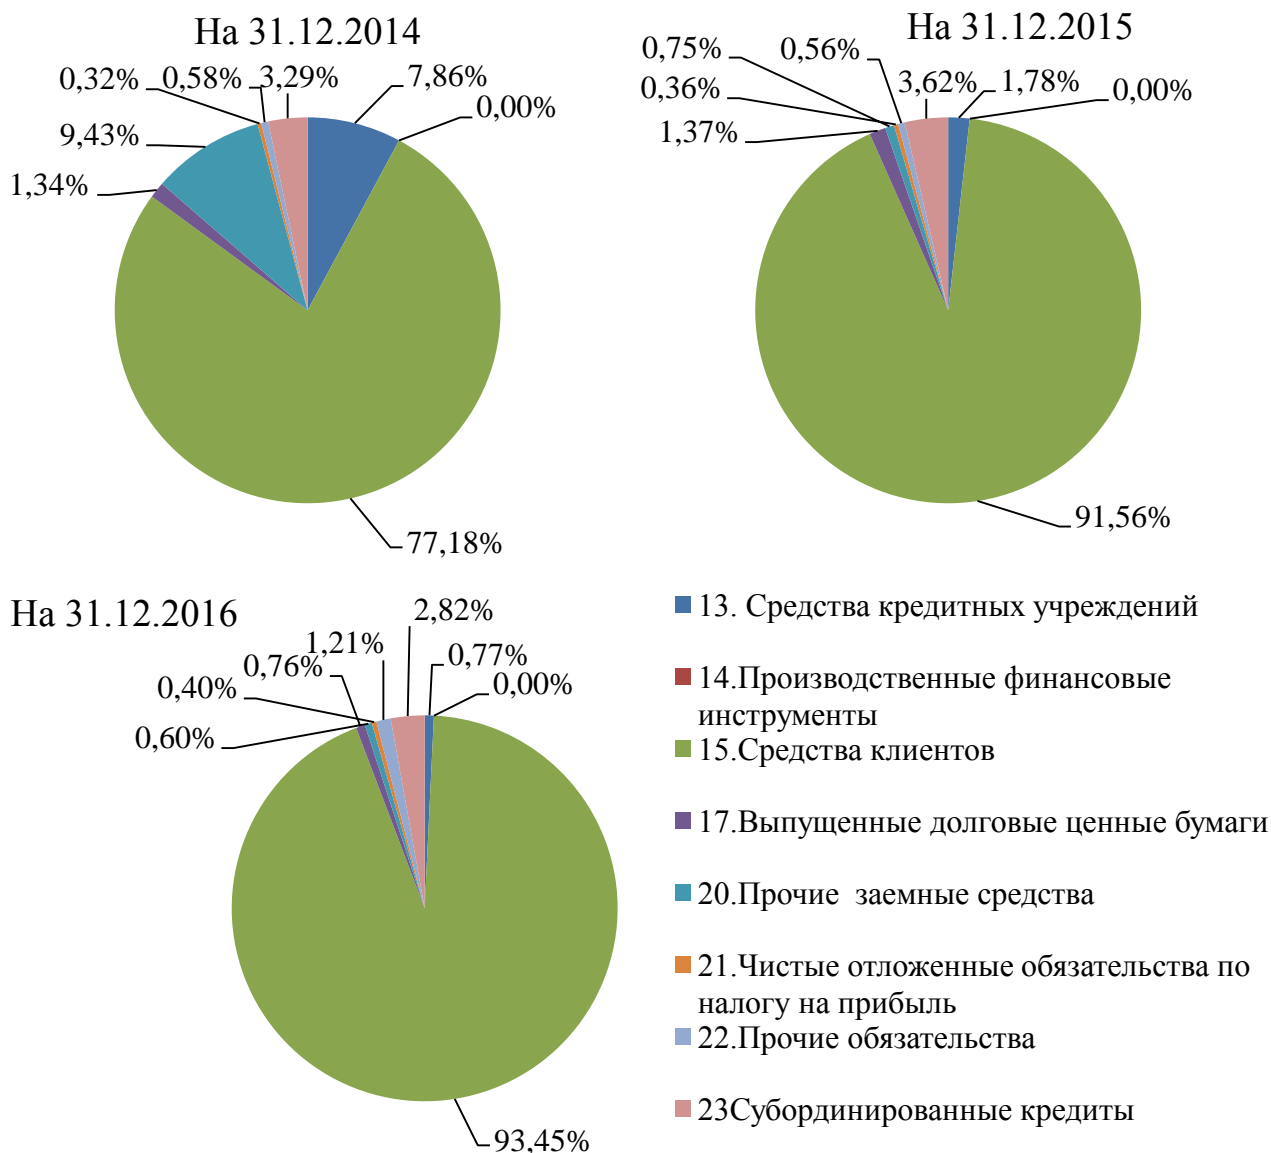 На 31.12.2014
0,32%
0,58%
3,29%
7,86%
0,00%
9,43%
1,34%
77,18%
На 31.12.2015
0,75%
0,56%
0,36%
3,62%
1,78%
0,00%
1,37%
91,56%
На 31.12.2016
2,82%
1,21%
0,76%
0,77%
0,40%
0,00%
0,60%
93,45%
13. Средства кредитных учреждений
14.Производственные финансовые
инструменты
15.Средства клиентов
17.Выпущенные долговые ценные бумаги
20.Прочие  заемные средства
21.Чистые отложенные обязательства по
налогу на прибыль
22.Прочие обязательства
23Субординированные кредиты